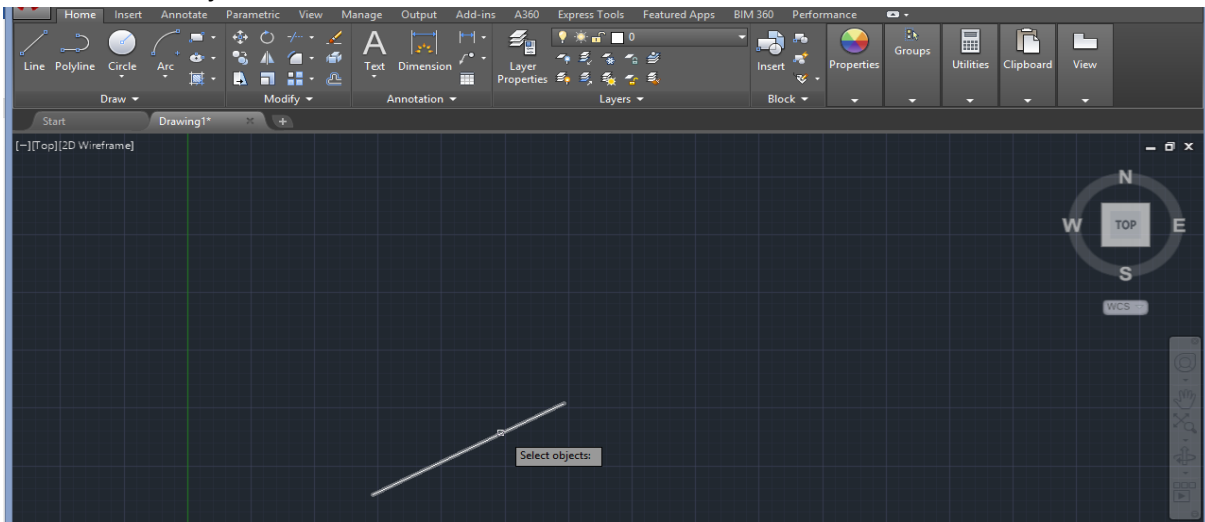 Home Insert Annotate Parametric View Manage Output Add-ins A360 Express Tools Featured Apps BIM 360 Performance
0
Line Polyline Circle Arc Text Dimension Layer Properties Insert Properties Groups Utilities Clipboard View
Draw Modify Annotation Layers Block
Start Drawing1*
[−][Top][2D Wireframe]
N
W TOP E
S
WCS
Select objects: